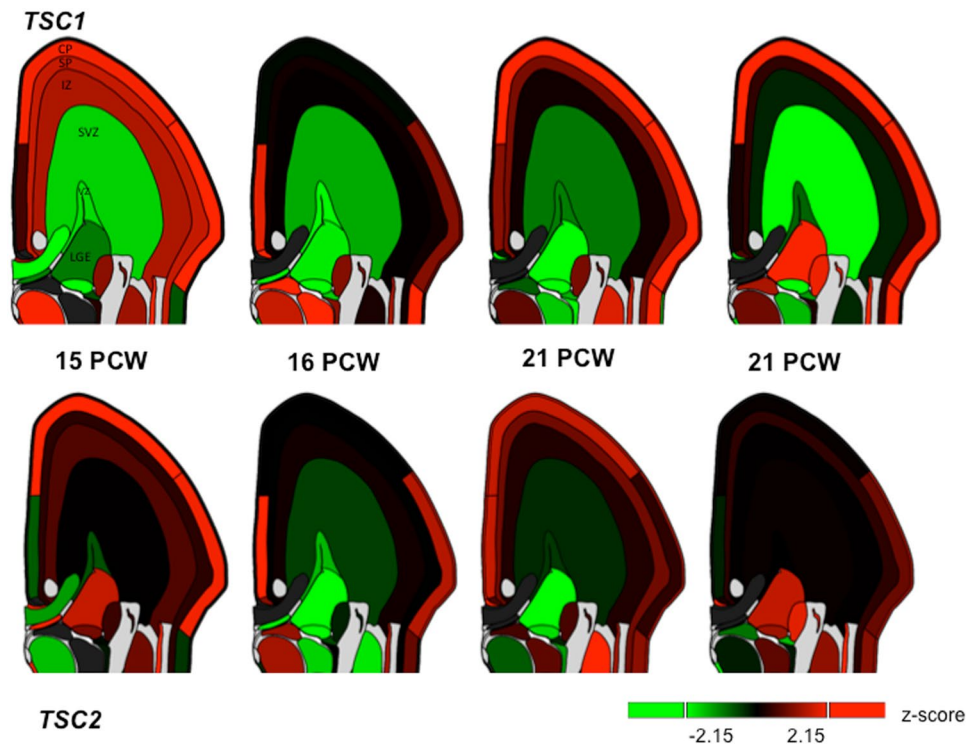 TSC1
CP
SP
IZ
SVZ
VZ
LGE
15 PCW
16 PCW
21 PCW
21 PCW
TSC2
z-score
-2.15
2.15